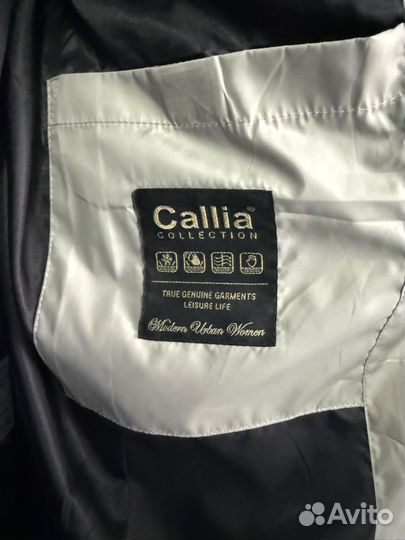 Callia®
COLLECTION
TRUE GENUINE GARMENTS
LEISURE LIFE
Modern Urban Women
Avito